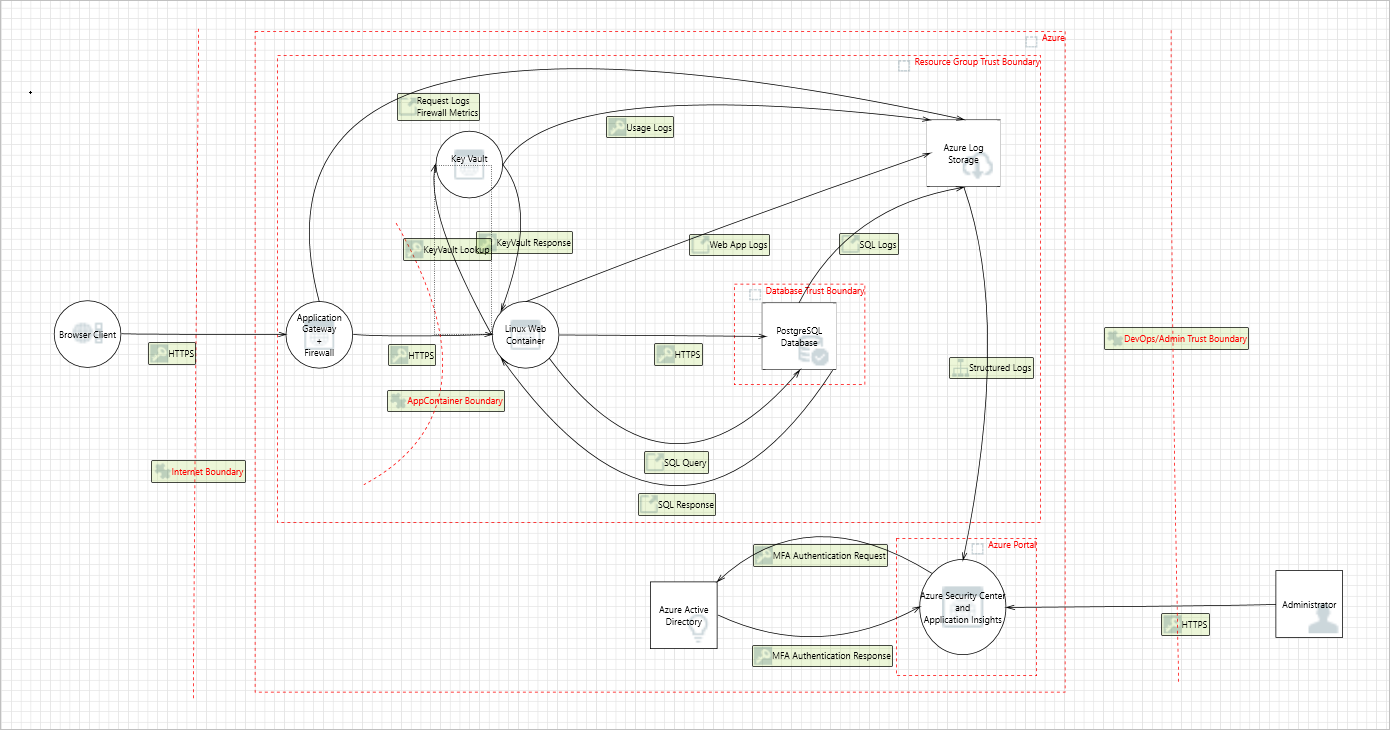 Azure
Resource Group Trust Boundary
Request Logs
Firewall Metrics
Usage Logs
Key Vault
Azure Log
Storage
KeyVault Lookup
KeyVault Response
Web App Logs
SQL Logs
Database Trust Boundary
Browser Client
HTTPS
Application
Gateway
+
Firewall
HTTPS
Linux Web
Container
HTTPS
PostgreSQL
Database
DevOps/Admin Trust Boundary
Structured Logs
AppContainer Boundary
Internet Boundary
SQL Query
SQL Response
MFA Authentication Request
Azure Portal
Azure Active
Directory
Azure Security Center
and
Application Insights
Administrator
HTTPS
MFA Authentication Response